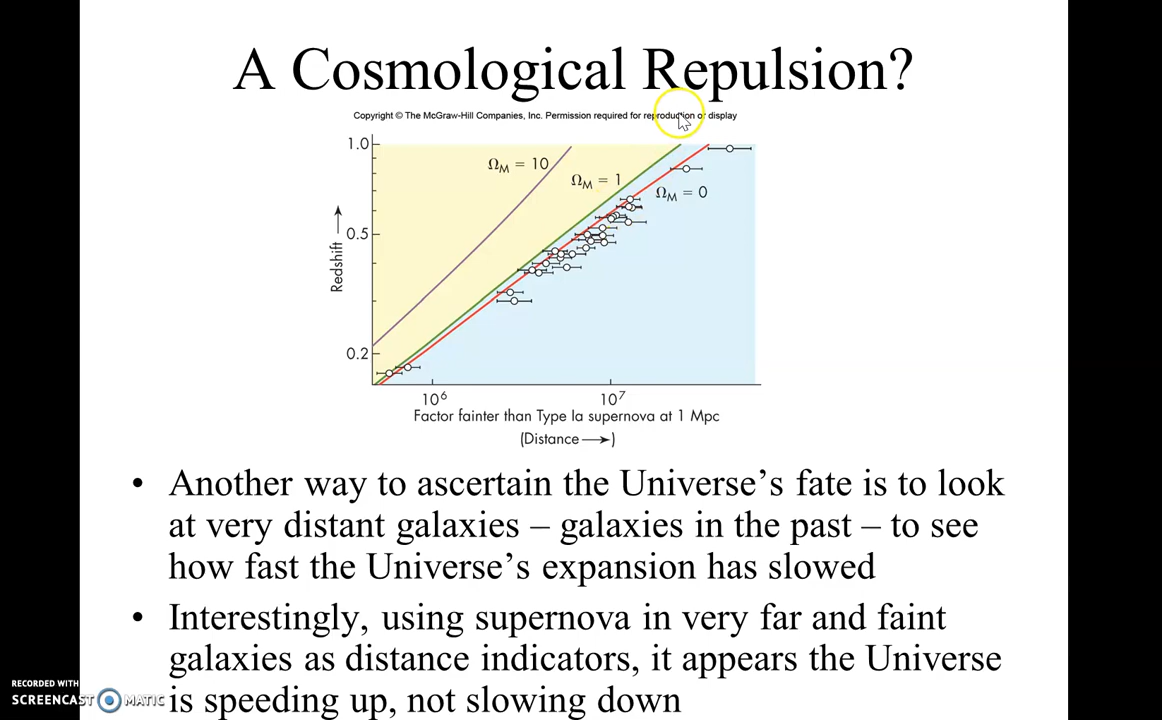 A Cosmological Repulsion?
Copyright © The McGraw-Hill Companies, Inc. Permission required for reproduction or display
1.0
0.5
0.2
Redshift
Ω_M = 10
Ω_M = 1
Ω_M = 0
10⁶
10⁷
Factor fainter than Type Ia supernova at 1 Mpc
(Distance ⟶)
• Another way to ascertain the Universe’s fate is to look
at very distant galaxies – galaxies in the past – to see
how fast the Universe’s expansion has slowed
• Interestingly, using supernova in very far and faint
galaxies as distance indicators, it appears the Universe
is speeding up, not slowing down
RECORDED WITH
SCREENCAST MATIC